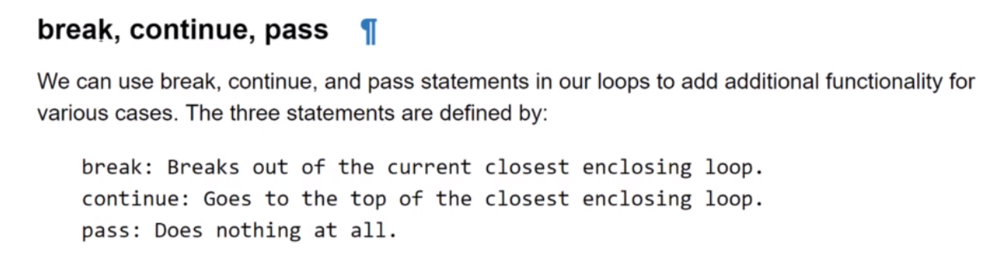 break, continue, pass ¶
We can use break, continue, and pass statements in our loops to add additional functionality for
various cases. The three statements are defined by:
break: Breaks out of the current closest enclosing loop.
continue: Goes to the top of the closest enclosing loop.
pass: Does nothing at all.